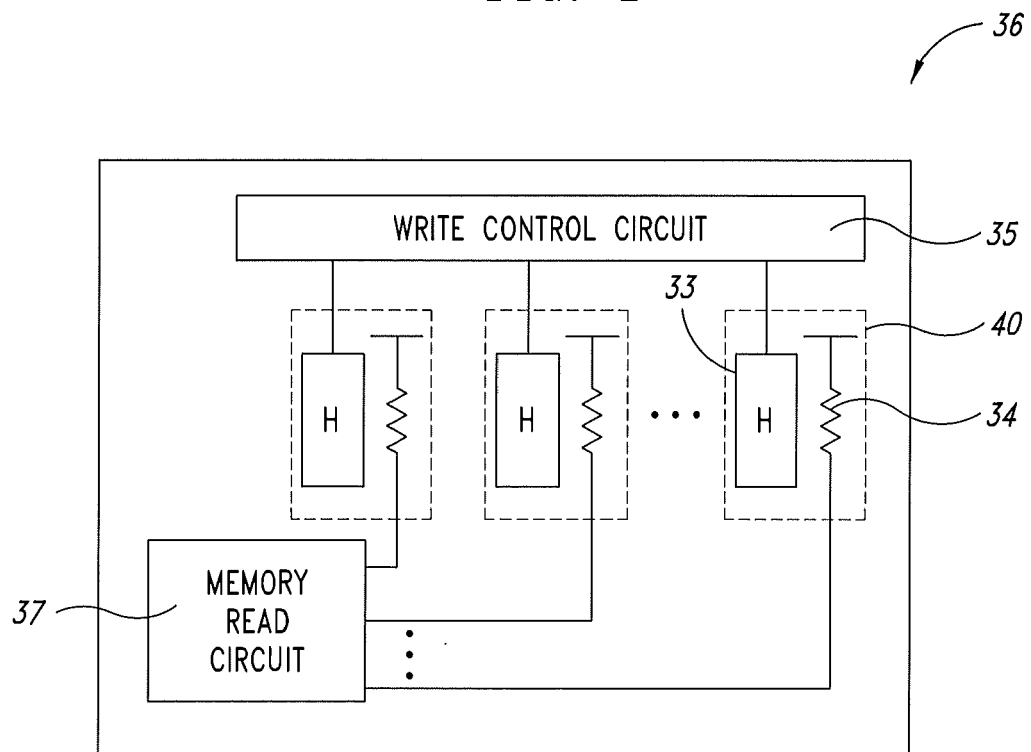 36
WRITE CONTROL CIRCUIT
35
33
40
H
H
H
34
37
MEMORY
READ
CIRCUIT